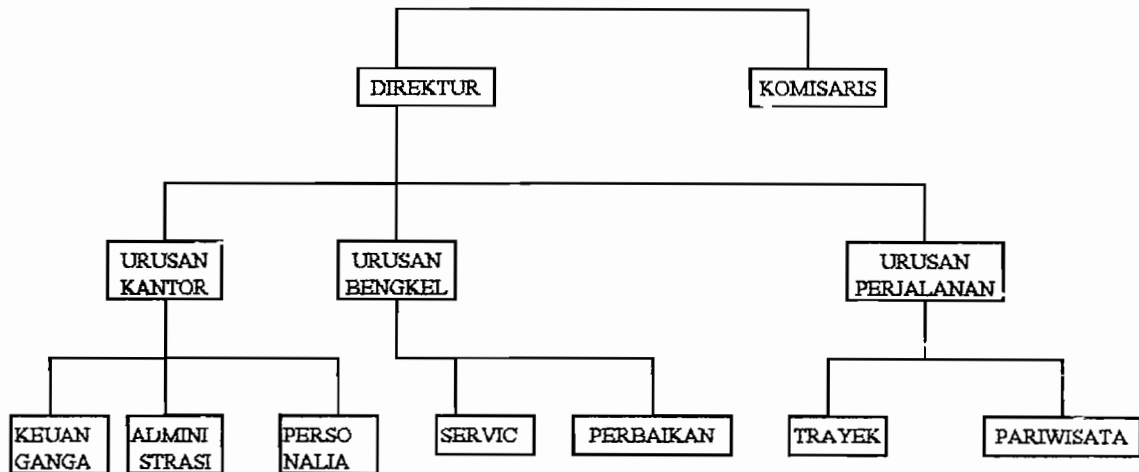 DIREKTUR
KOMISARIS
URUSAN
KANTOR
URUSAN
BENGKEL
URUSAN
PERJALANAN
KEUAN
GANGA
ADMINI
STRASI
PERSO
NALIA
SERVIC
PERBAIKAN
TRAYEK
PARIWISATA